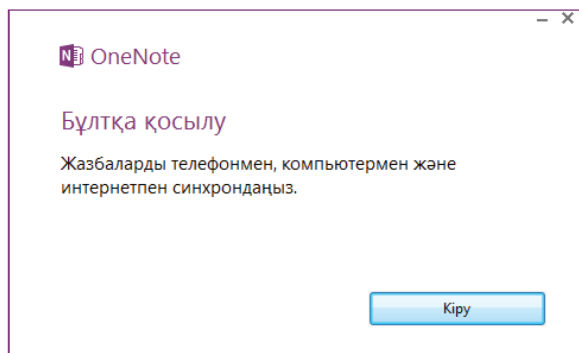 OneNote
Бұлтқа қосылу
Жазбаларды телефонмен, компьютермен және
интернетпен синхрондаңыз.
Кіру